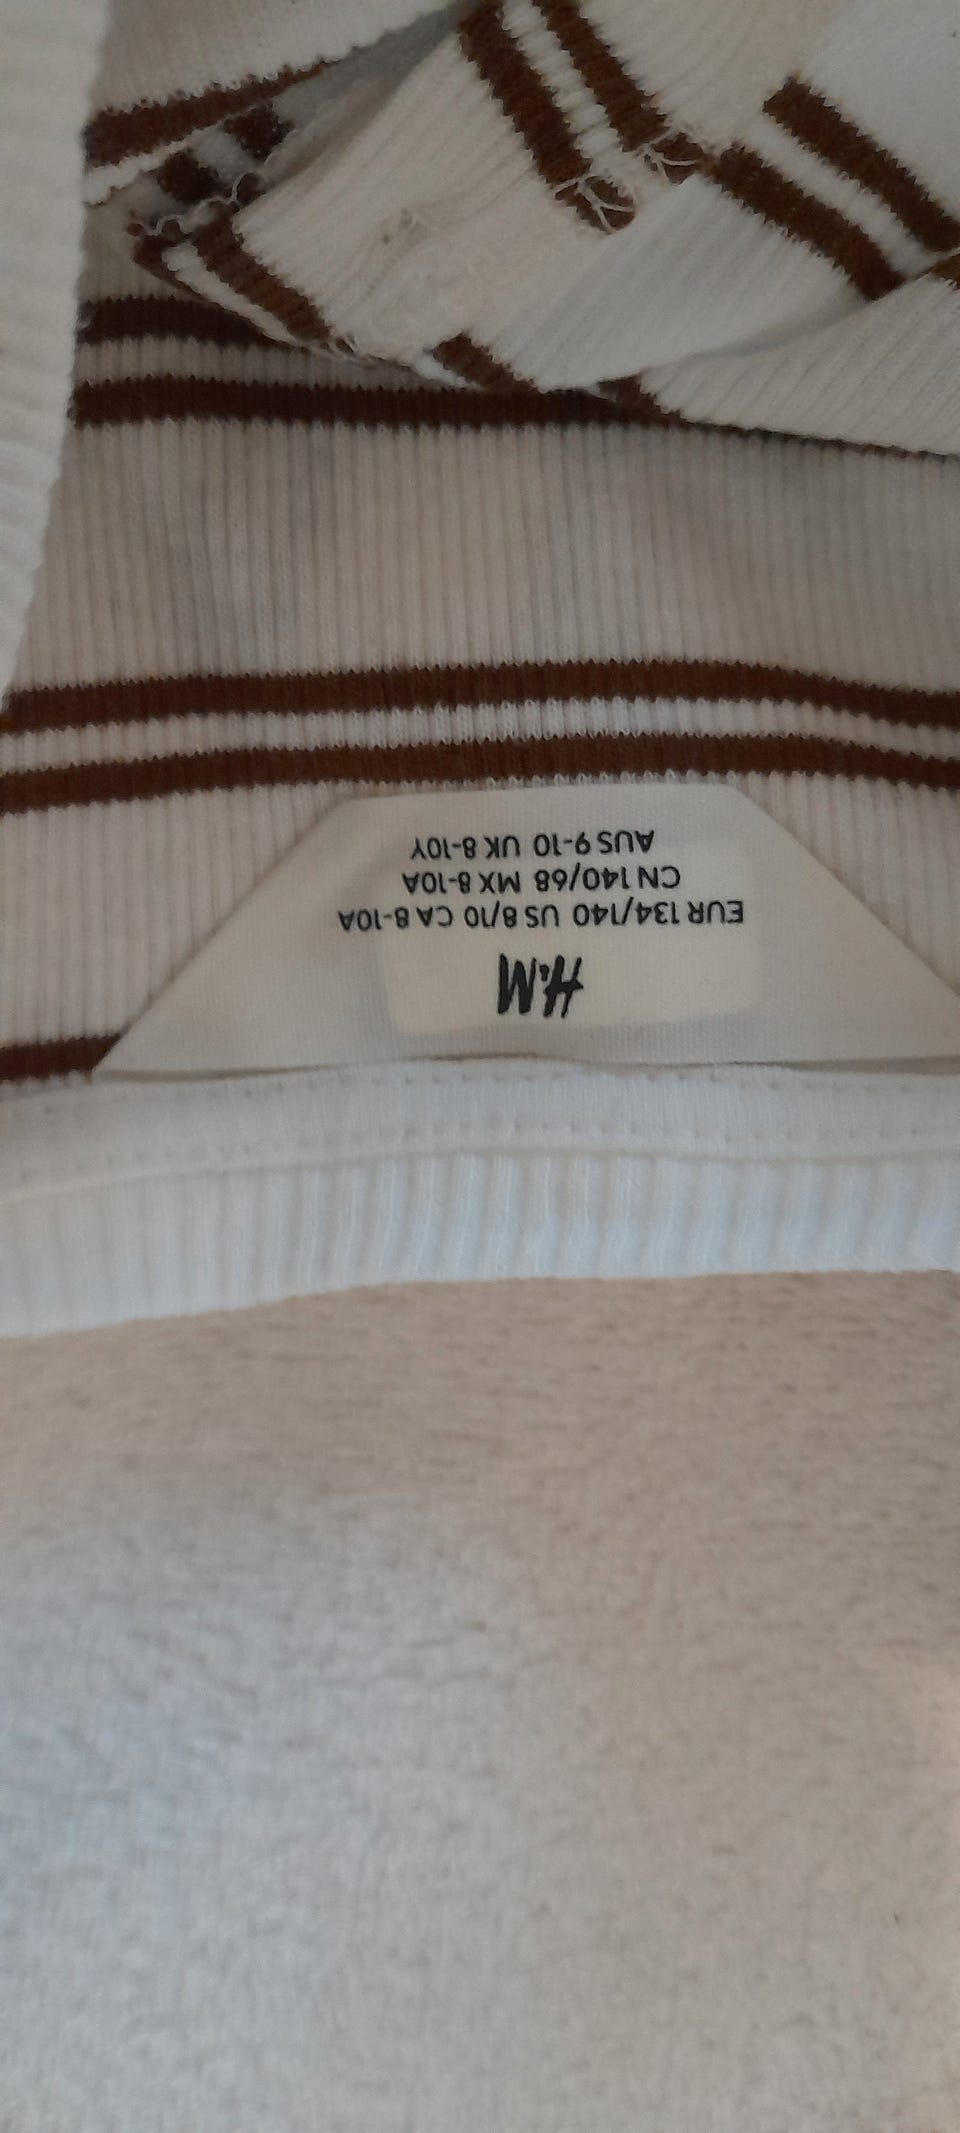 H&M
EUR 134/140 US 8/10 CA 8-10A
CN 140/68 MX 8-10A
AUS 9-10 UK 8-10Y